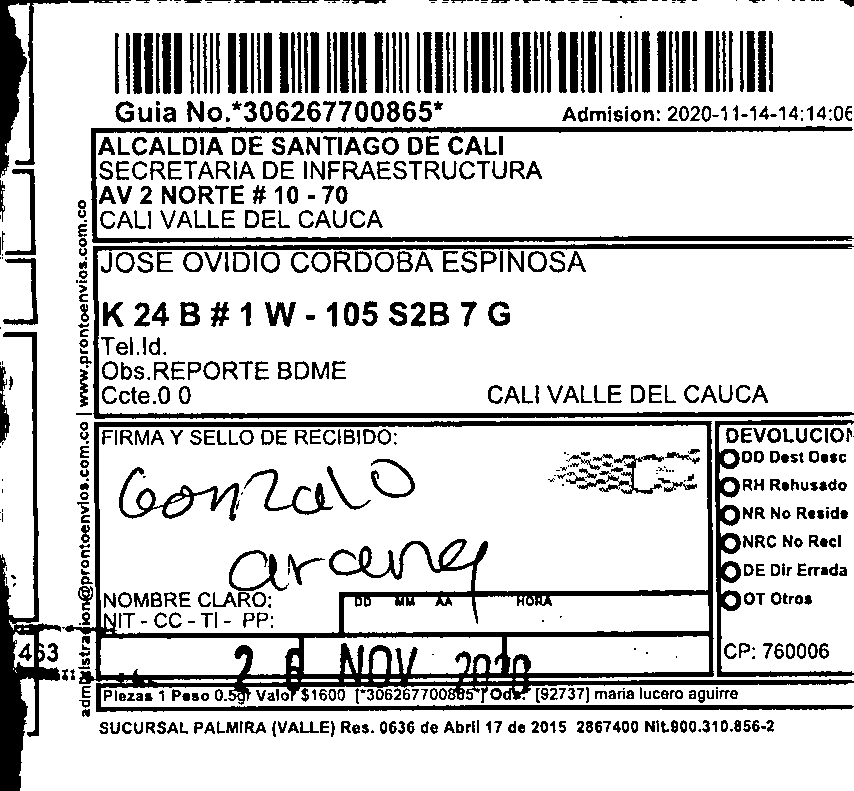 Guia No.*306267700865*
Admision: 2020-11-14-14:14:06
ALCALDIA DE SANTIAGO DE CALI
SECRETARIA DE INFRAESTRUCTURA
AV 2 NORTE # 10 - 70
CALI VALLE DEL CAUCA
JOSE OVIDIO CORDOBA ESPINOSA
K 24 B # 1 W - 105 S2B 7 G
Tel.Id.
Obs.REPORTE BDME
Ccte.0 0 CALI VALLE DEL CAUCA
www.prontoenvios.com.co
administracion@prontoenvios.com.co
FIRMA Y SELLO DE RECIBIDO:
Gonzalo
NOMBRE CLARO:
NIT - CC - TI - PP:
DD MM AA HORA
NOV 2020
DEVOLUCION
DD Dest Desc
RH Rehusado
NR No Reside
NRC No Recl
DE Dir Errada
OT Otros
CP: 760006
463
Piezas 1 Peso 0.5gr Valor $1600 [*306267700865*] Ods: [92737] maria lucero aguirre
SUCURSAL PALMIRA (VALLE) Res. 0636 de Abril 17 de 2015 2867400 Nit.900.310.856-2